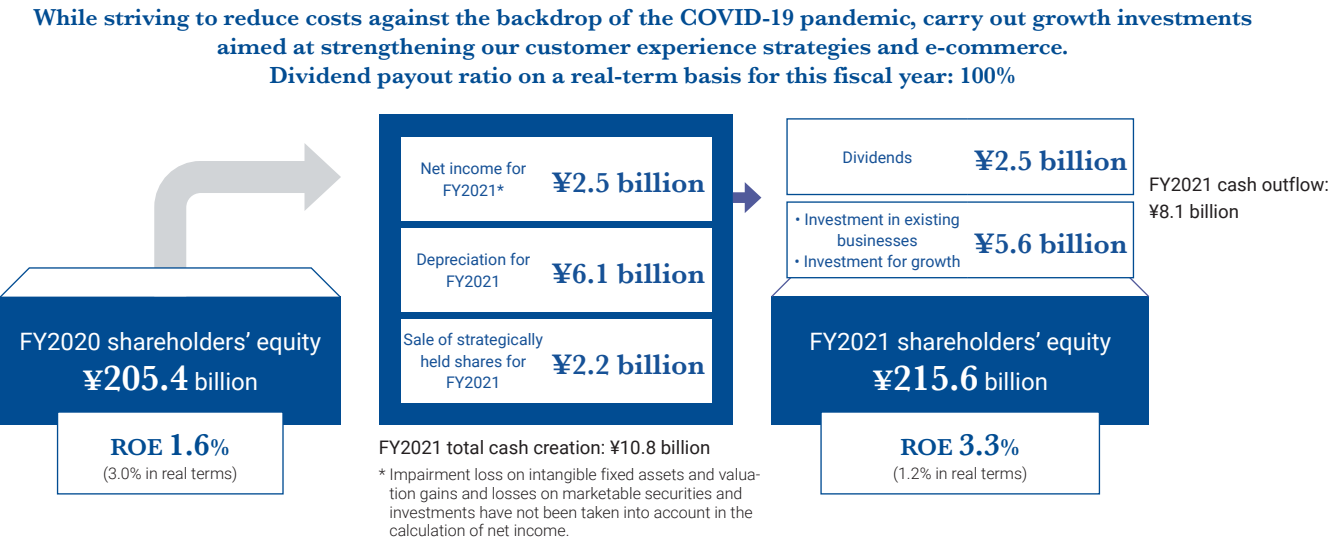 While striving to reduce costs against the backdrop of the COVID-19 pandemic, carry out growth investments
aimed at strengthening our customer experience strategies and e-commerce.
Dividend payout ratio on a real-term basis for this fiscal year: 100%
FY2020 shareholders’ equity
¥205.4 billion
ROE 1.6%
(3.0% in real terms)
Net income for
FY2021*
¥2.5 billion
Depreciation for
FY2021
¥6.1 billion
Sale of strategically
held shares for
FY2021
¥2.2 billion
FY2021 total cash creation: ¥10.8 billion
* Impairment loss on intangible fixed assets and valua-
tion gains and losses on marketable securities and
investments have not been taken into account in the
calculation of net income.
Dividends
¥2.5 billion
• Investment in existing
businesses
• Investment for growth
¥5.6 billion
FY2021 cash outflow:
¥8.1 billion
FY2021 shareholders’ equity
¥215.6 billion
ROE 3.3%
(1.2% in real terms)